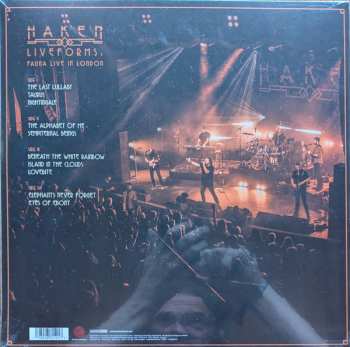 HAKEN
LIVEFORMS,
FAUNA LIVE IN LONDON
SIDE I
THE LAST LULLABY
TAURUS
NIGHTINGALE
THE ALPHABET OF ME
SEMPITERNAL BEINGS
BENEATH THE WHITE RAINBOW
ISLAND IN THE CLOUDS
LOVEBITE
ELEPHANTS NEVER FORGET
EYES OF EBONY
HAKEN